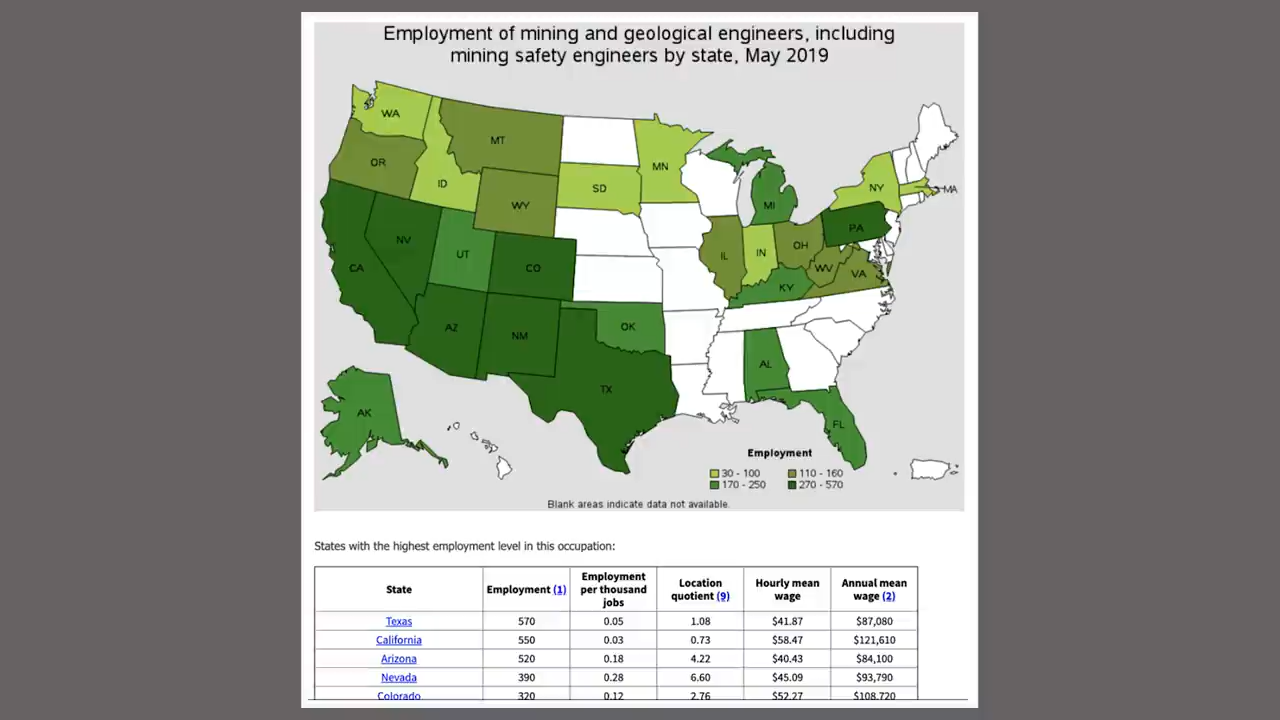 Employment of mining and geological engineers, including
mining safety engineers by state, May 2019
WA
MT
OR
ID
MN
SD
WY
NY
MA
MI
NV
UT
CO
CA
IL
IN
OH
PA
WV
VA
KY
AZ
NM
OK
TX
AL
AK
FL
Employment
30 - 100 110 - 160
170 - 250 270 - 570
Blank areas indicate data not available.
States with the highest employment level in this occupation:
State Employment (1) Employment per thousand jobs Location quotient (9) Hourly mean wage Annual mean wage (2)
Texas 570 0.05 1.08 $41.87 $87,080
California 550 0.03 0.73 $58.47 $121,610
Arizona 520 0.18 4.22 $40.43 $84,100
Nevada 390 0.28 6.60 $45.09 $93,790
Colorado 320 0.12 2.76 $52.27 $108,720